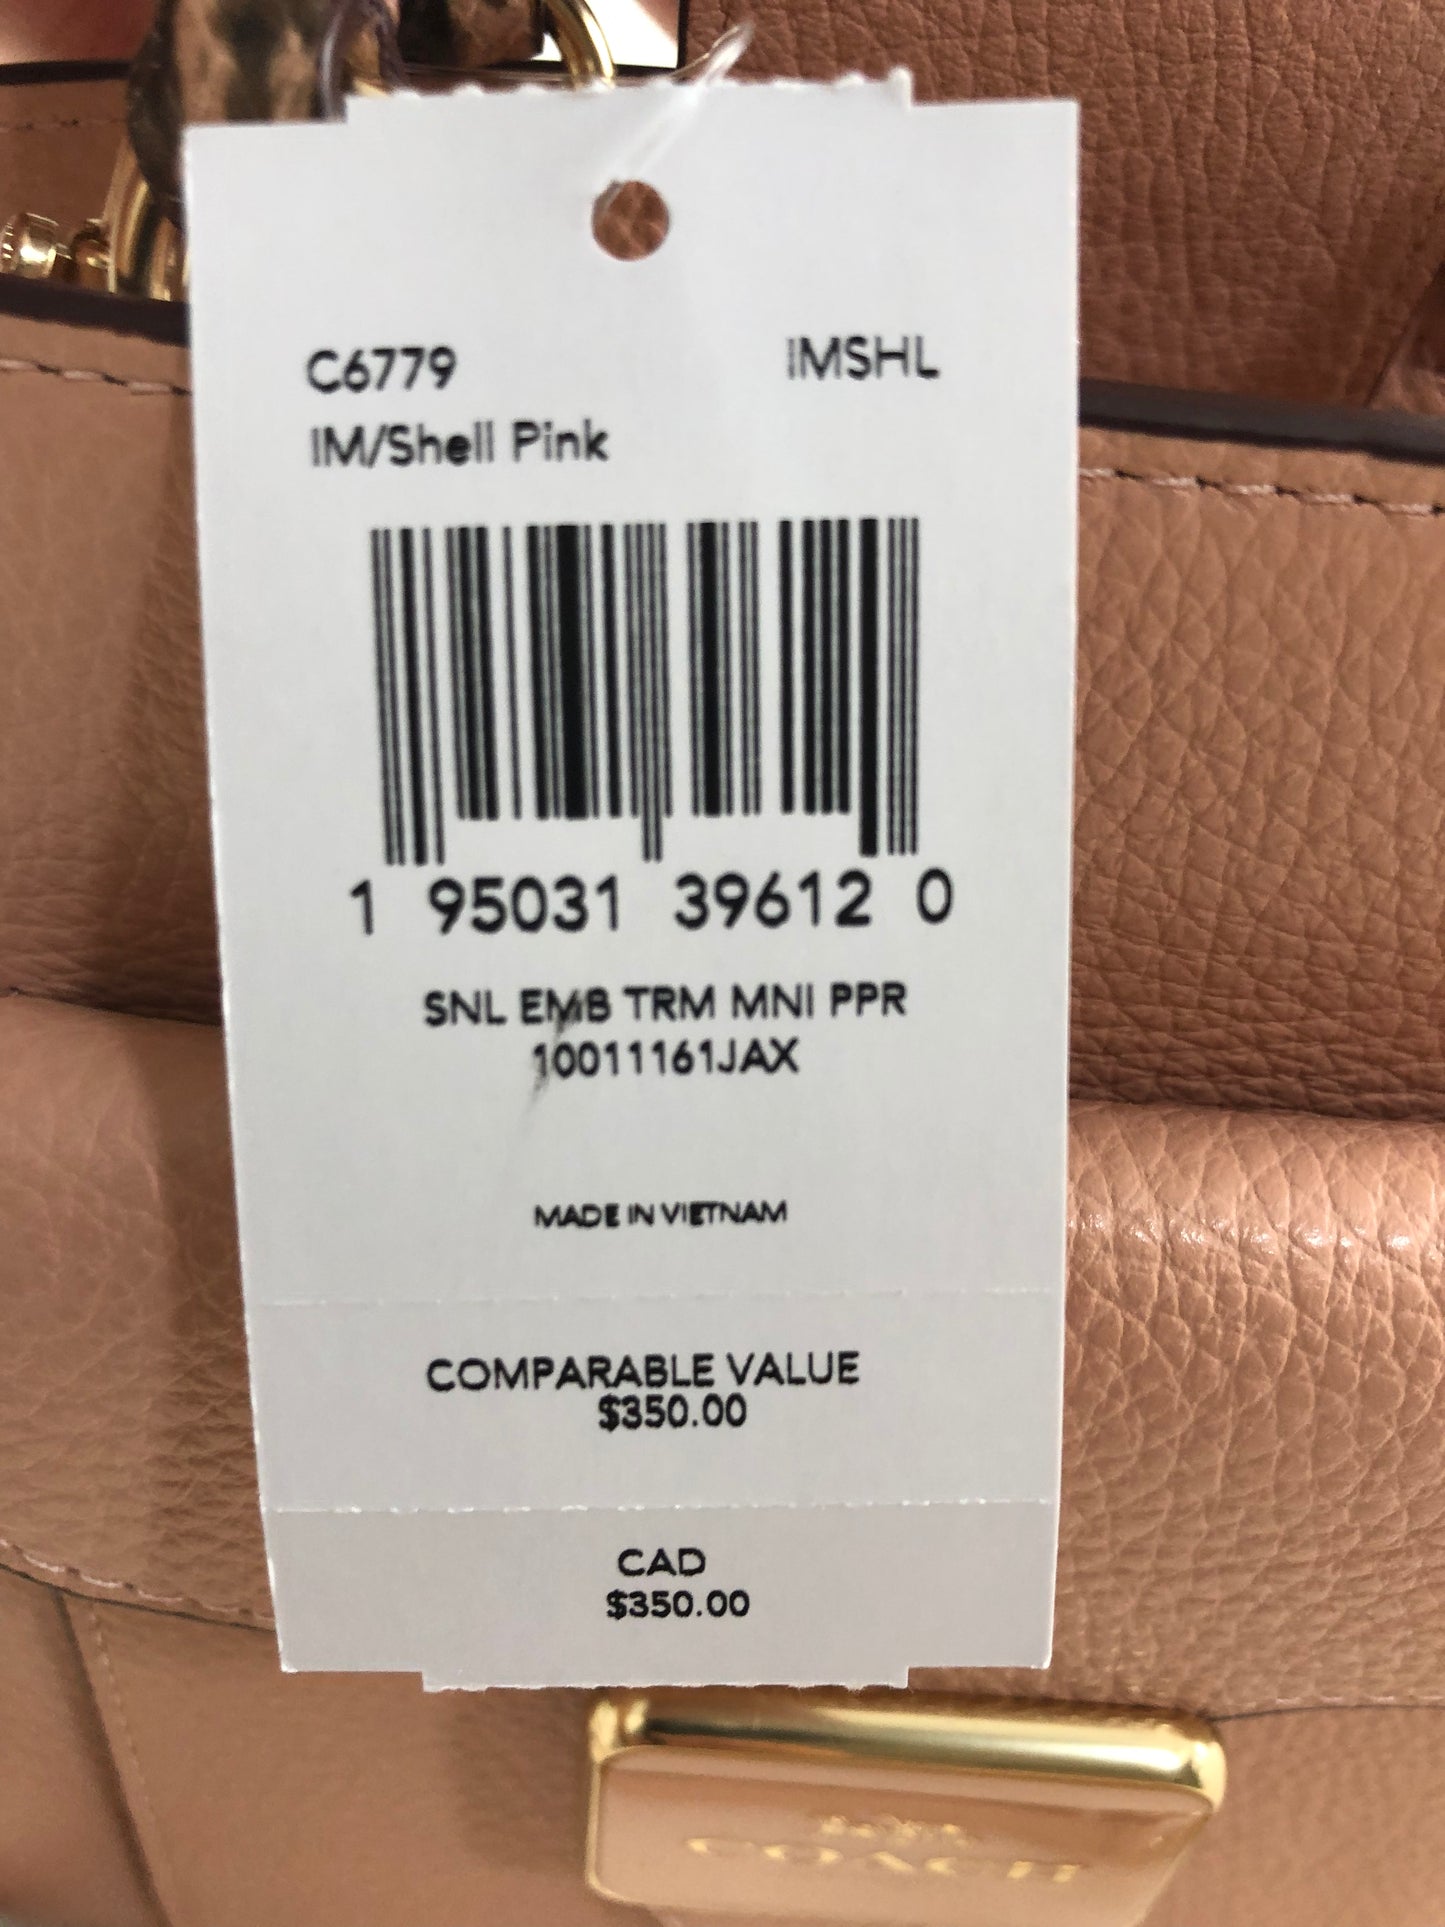 C6779 IMSHL
IM/Shell Pink
1 95031 39612 0
SNL EMB TRM MNI PPR
10011161JAX
MADE IN VIETNAM
COMPARABLE VALUE
$350.00
CAD
$350.00
COACH